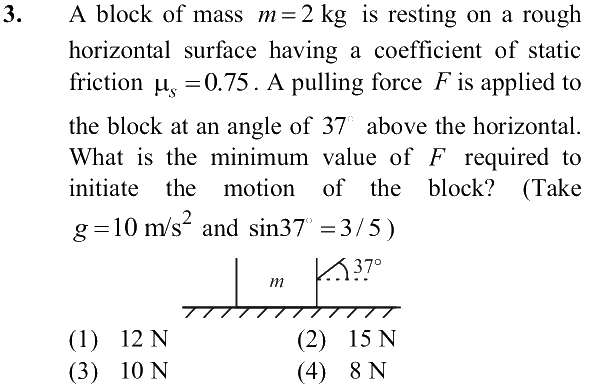 3. A block of mass m = 2 kg is resting on a rough
horizontal surface having a coefficient of static
friction μₛ = 0.75. A pulling force F is applied to
the block at an angle of 37° above the horizontal.
What is the minimum value of F required to
initiate the motion of the block? (Take
g = 10 m/s² and sin37° = 3/5)
m 37°
(1) 12 N (2) 15 N
(3) 10 N (4) 8 N